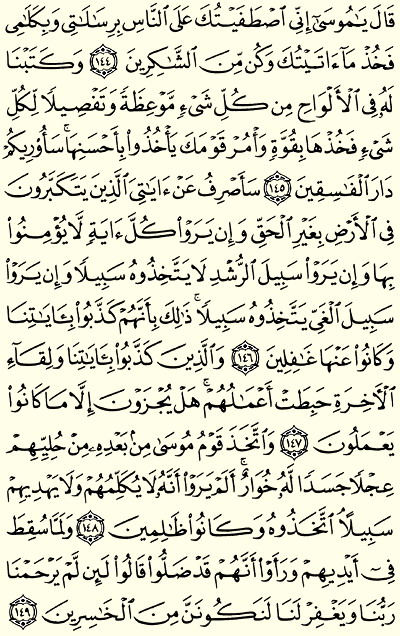 قَالَ يَٰمُوسَىٰٓ إِنِّي ٱصۡطَفَيۡتُكَ عَلَى ٱلنَّاسِ بِرِسَٰلَٰتِي وَبِكَلَٰمِي
فَخُذۡ مَآ ءَاتَيۡتُكَ وَكُن مِّنَ ٱلشَّٰكِرِينَ ١٤٤ وَكَتَبۡنَا
لَهُۥ فِي ٱلۡأَلۡوَاحِ مِن كُلِّ شَيۡءٖ مَّوۡعِظَةٗ وَتَفۡصِيلٗا لِّكُلِّ
شَيۡءٖ فَخُذۡهَا بِقُوَّةٖ وَأۡمُرۡ قَوۡمَكَ يَأۡخُذُواْ بِأَحۡسَنِهَاۚ سَأُوْرِيكُمۡ
دَارَ ٱلۡفَٰسِقِينَ ١٤٥ سَأَصۡرِفُ عَنۡ ءَايَٰتِيَ ٱلَّذِينَ يَتَكَبَّرُونَ
فِي ٱلۡأَرۡضِ بِغَيۡرِ ٱلۡحَقِّ وَإِن يَرَوۡاْ كُلَّ ءَايَةٖ لَّا يُؤۡمِنُواْ
بِهَا وَإِن يَرَوۡاْ سَبِيلَ ٱلرُّشۡدِ لَا يَتَّخِذُوهُ سَبِيلٗا وَإِن يَرَوۡاْ
سَبِيلَ ٱلۡغَيِّ يَتَّخِذُوهُ سَبِيلٗاۚ ذَٰلِكَ بِأَنَّهُمۡ كَذَّبُواْ بِـَٔايَٰتِنَا
وَكَانُواْ عَنۡهَا غَٰفِلِينَ ١٤٦ وَٱلَّذِينَ كَذَّبُواْ بِـَٔايَٰتِنَا وَلِقَآءِ
ٱلۡأٓخِرَةِ حَبِطَتۡ أَعۡمَٰلُهُمۡۚ هَلۡ يُجۡزَوۡنَ إِلَّا مَا كَانُواْ
يَعۡمَلُونَ ١٤٧ وَٱتَّخَذَ قَوۡمُ مُوسَىٰ مِنۢ بَعۡدِهِۦ مِنۡ حُلِيِّهِمۡ
عِجۡلٗا جَسَدٗا لَّهُۥ خُوَارٌۚ أَلَمۡ يَرَوۡاْ أَنَّهُۥ لَا يُكَلِّمُهُمۡ وَلَا يَهۡدِيهِمۡ
سَبِيلًاۘ ٱتَّخَذُوهُ وَكَانُواْ ظَٰلِمِينَ ١٤٨ وَلَمَّا سُقِطَ
فِيٓ أَيۡدِيهِمۡ وَرَأَوۡاْ أَنَّهُمۡ قَدۡ ضَلُّواْ قَالُواْ لَئِن لَّمۡ يَرۡحَمۡنَا
رَبُّنَا وَيَغۡفِرۡ لَنَا لَنَكُونَنَّ مِنَ ٱلۡخَٰسِرِينَ ١٤٩